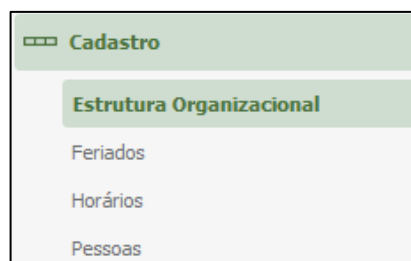 Cadastro
Estrutura Organizacional
Feriados
Horários
Pessoas